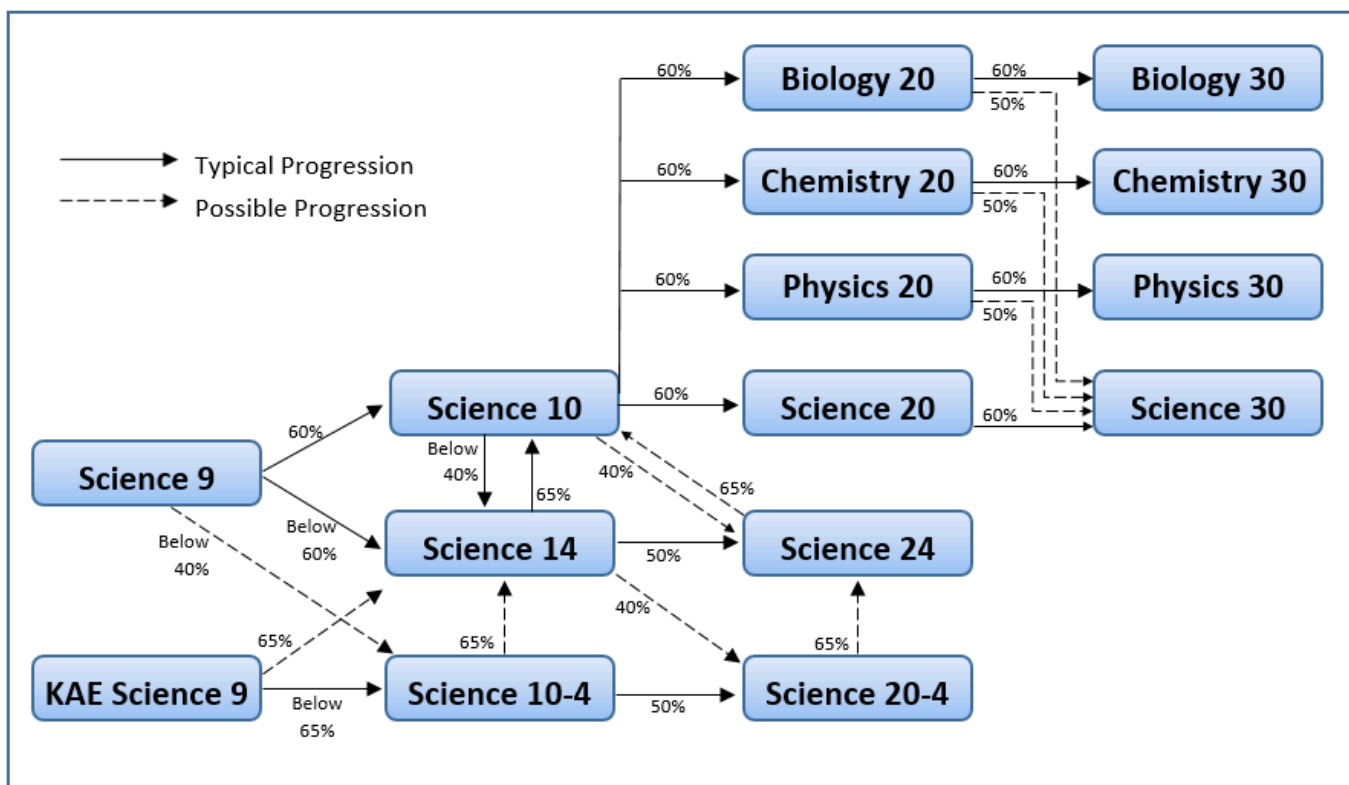 60%
Biology 20
60%
Biology 30
50%
Typical Progression
Possible Progression
60%
Chemistry 20
60%
Chemistry 30
50%
60%
Physics 20
60%
Physics 30
50%
Science 10
60%
Science 20
60%
Science 30
60%
Science 9
Below
40%
65%
40%
65%
Below
60%
Below
40%
Science 14
50%
Science 24
40%
65%
65%
65%
KAE Science 9
Below
65%
Science 10-4
50%
Science 20-4